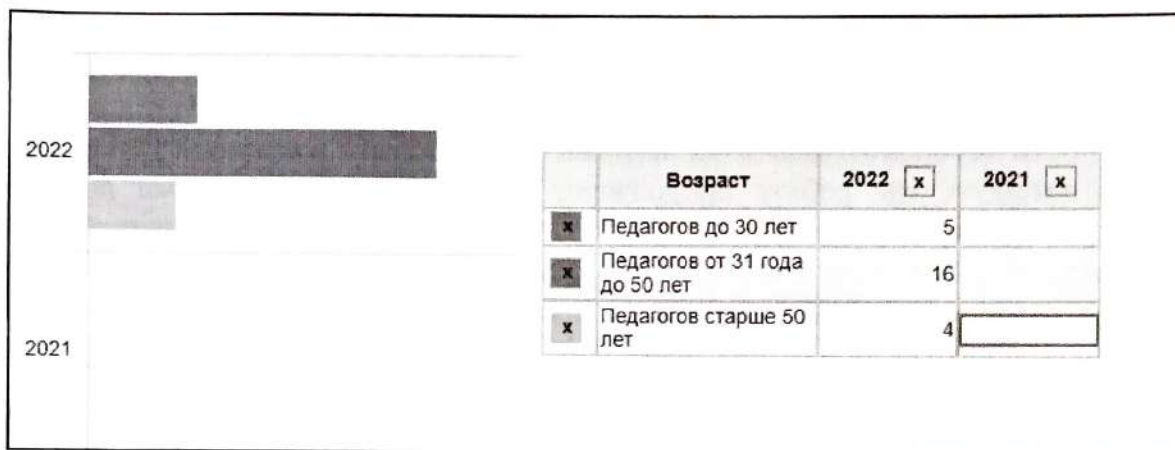 2022
2021
Возраст 2022 x 2021 x
x Педагогов до 30 лет 5
x Педагогов от 31 года
до 50 лет 16
x Педагогов старше 50
лет 4